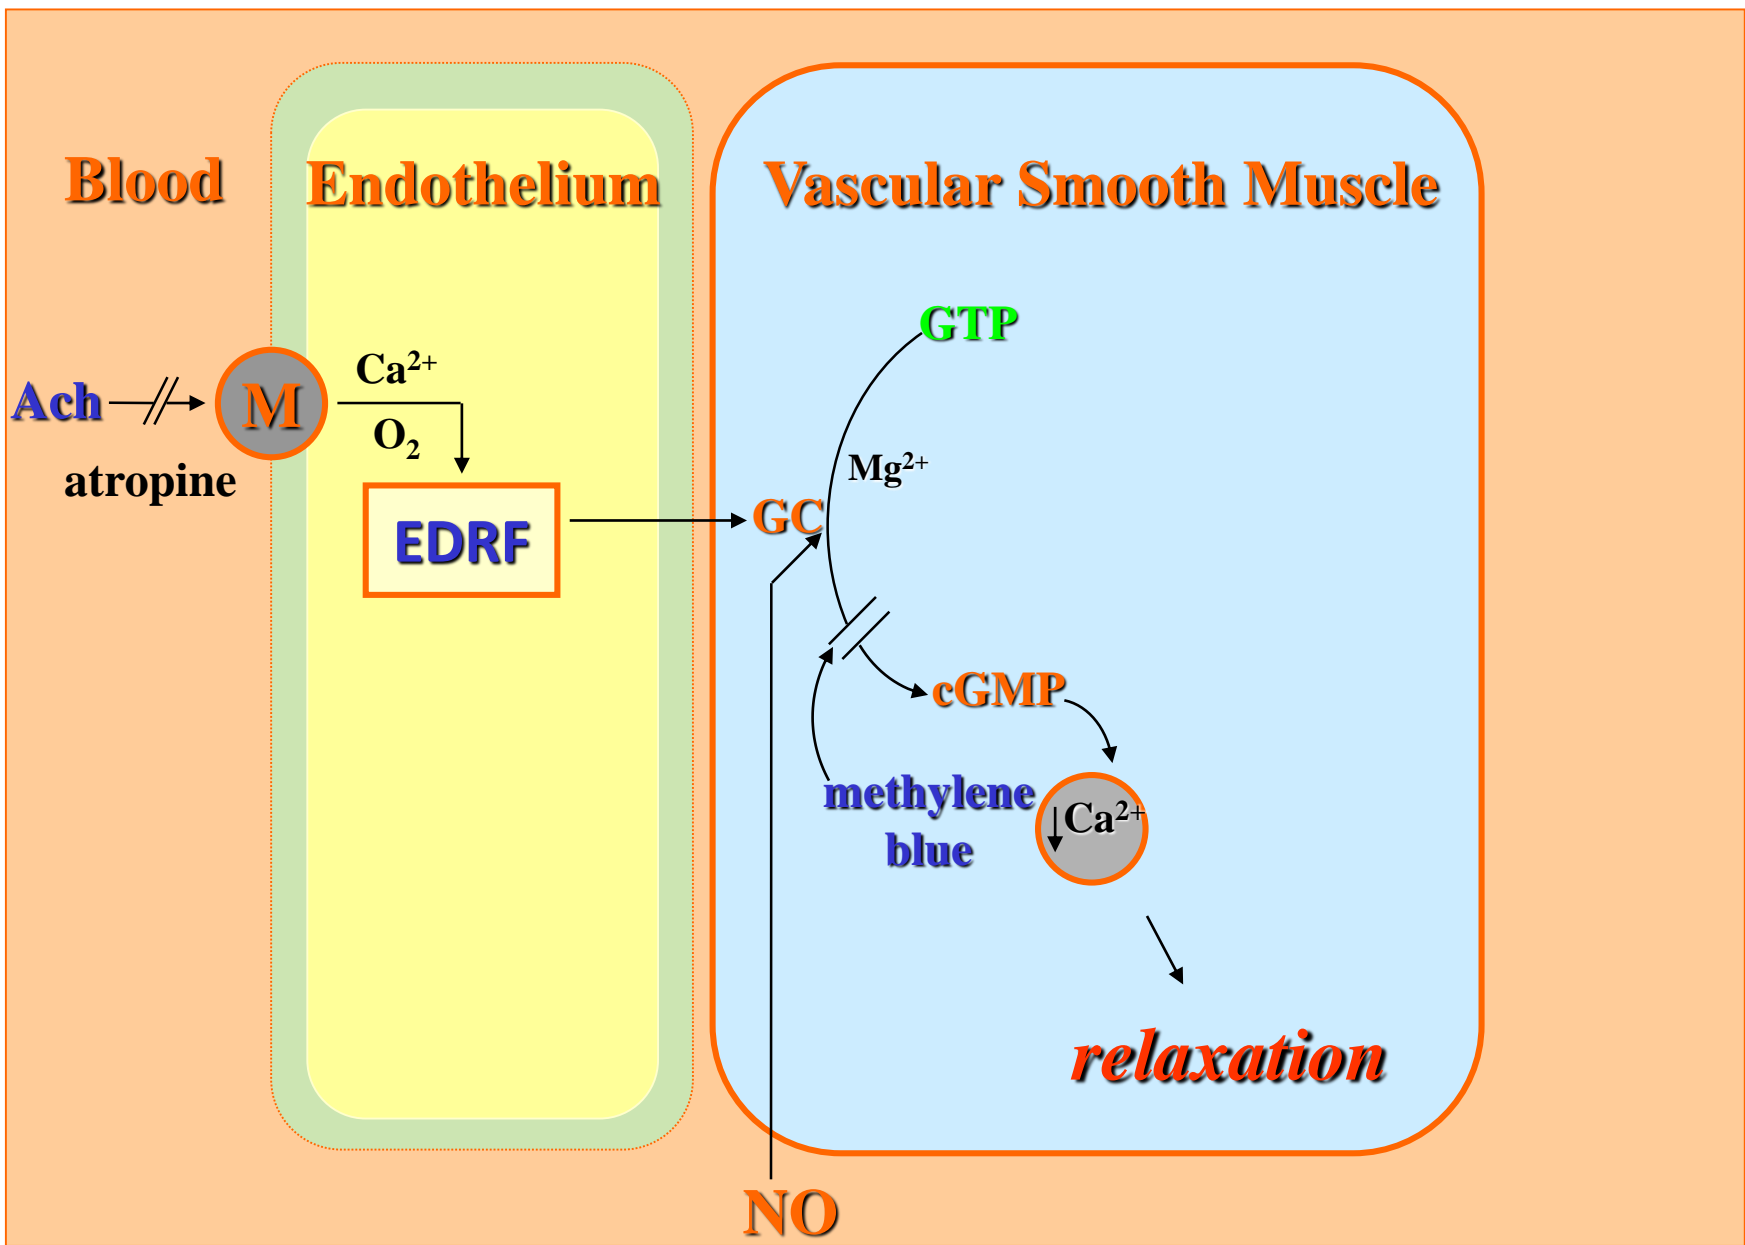 Blood
Endothelium
Vascular Smooth Muscle
GTP
Ca²⁺
Ach
M
O₂
atropine
Mg²⁺
GC
EDRF
cGMP
methylene
blue
Ca²⁺
relaxation
NO